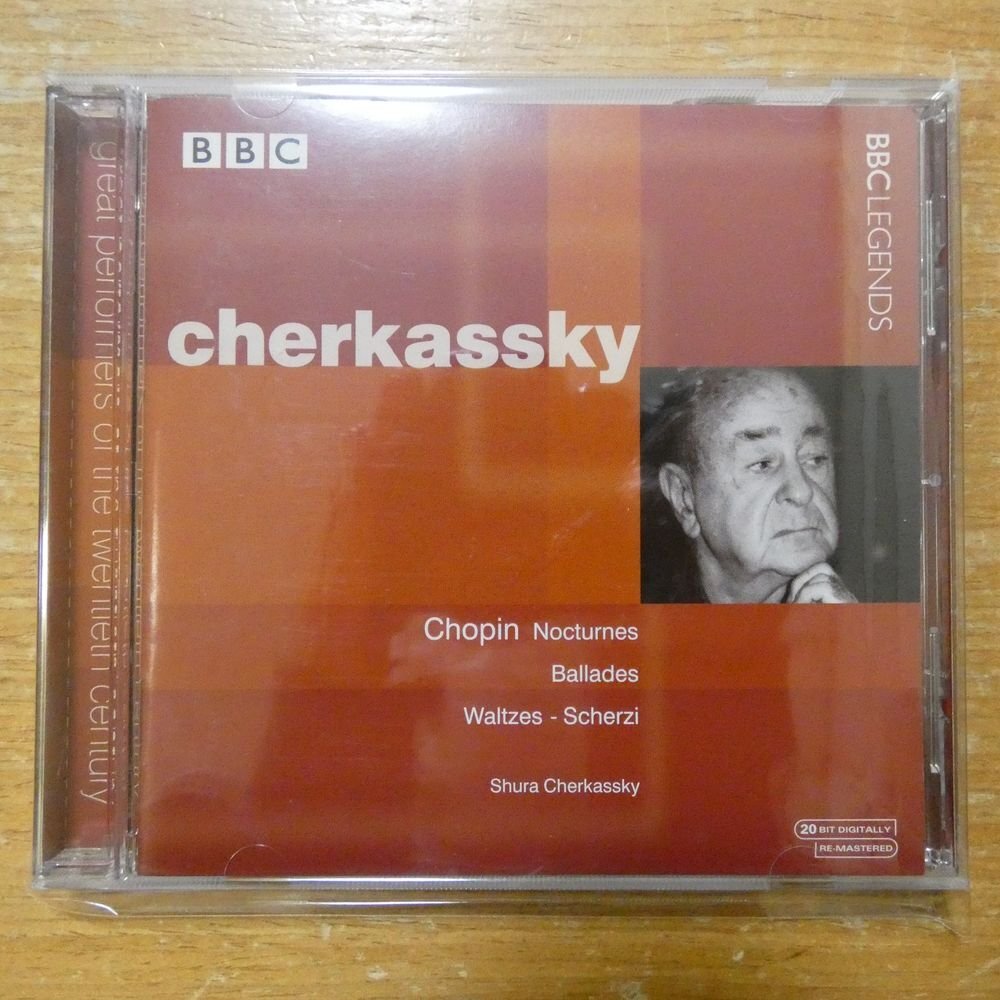 BBC
BBC LEGENDS
cherkassky
Chopin Nocturnes
Ballades
Waltzes - Scherzi
Shura Cherkassky
20 BIT DIGITALLY
RE-MASTERED
great performers of the twentieth century